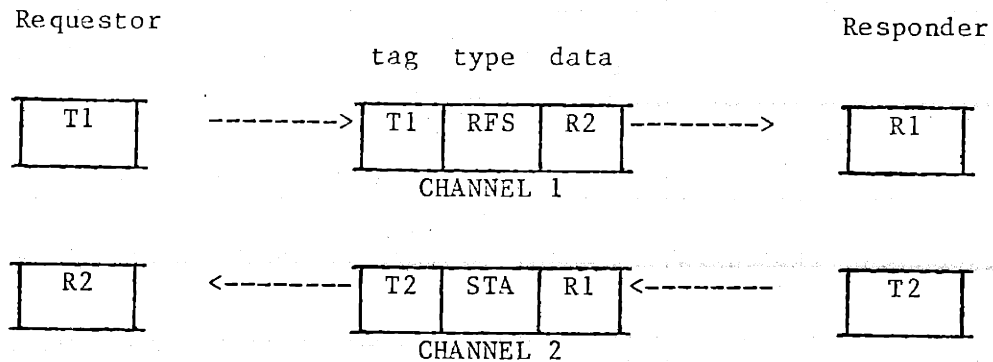 Requestor Responder
tag type data
T1 T1 RFS R2 R1
CHANNEL 1
R2 T2 STA R1 T2
CHANNEL 2